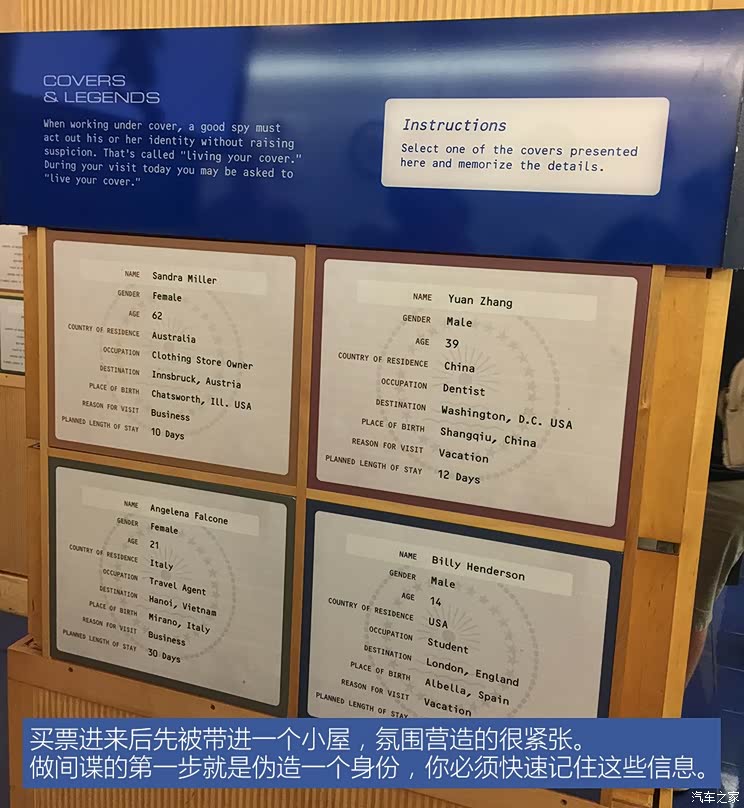 COVERS
& LEGENDS
When working under cover, a good spy must
act out his or her identity without raising
suspicion. That's called "living your cover."
During your visit today you may be asked to
"live your cover."
Instructions
Select one of the covers presented
here and memorize the details.
NAME Sandra Miller
GENDER Female
AGE 62
COUNTRY OF RESIDENCE Australia
OCCUPATION Clothing Store Owner
DESTINATION Innsbruck, Austria
PLACE OF BIRTH Chatsworth, Ill. USA
REASON FOR VISIT Business
PLANNED LENGTH OF STAY 10 Days
NAME Yuan Zhang
GENDER Male
AGE 39
COUNTRY OF RESIDENCE China
OCCUPATION Dentist
DESTINATION Washington, D.C. USA
PLACE OF BIRTH Shangqiu, China
REASON FOR VISIT Vacation
PLANNED LENGTH OF STAY 12 Days
NAME Angelena Falcone
GENDER Female
AGE 21
COUNTRY OF RESIDENCE Italy
OCCUPATION Travel Agent
DESTINATION Hanoi, Vietnam
PLACE OF BIRTH Mirano, Italy
REASON FOR VISIT Business
PLANNED LENGTH OF STAY 30 Days
NAME Billy Henderson
GENDER Male
AGE 14
COUNTRY OF RESIDENCE USA
OCCUPATION Student
DESTINATION London, England
PLACE OF BIRTH Albella, Spain
REASON FOR VISIT Vacation
PLANNED LENGTH OF STAY
买票进来后先被带进一个小屋，氛围营造的很紧张。
做间谍的第一步就是伪造一个身份，你必须快速记住这些信息。
汽车之家